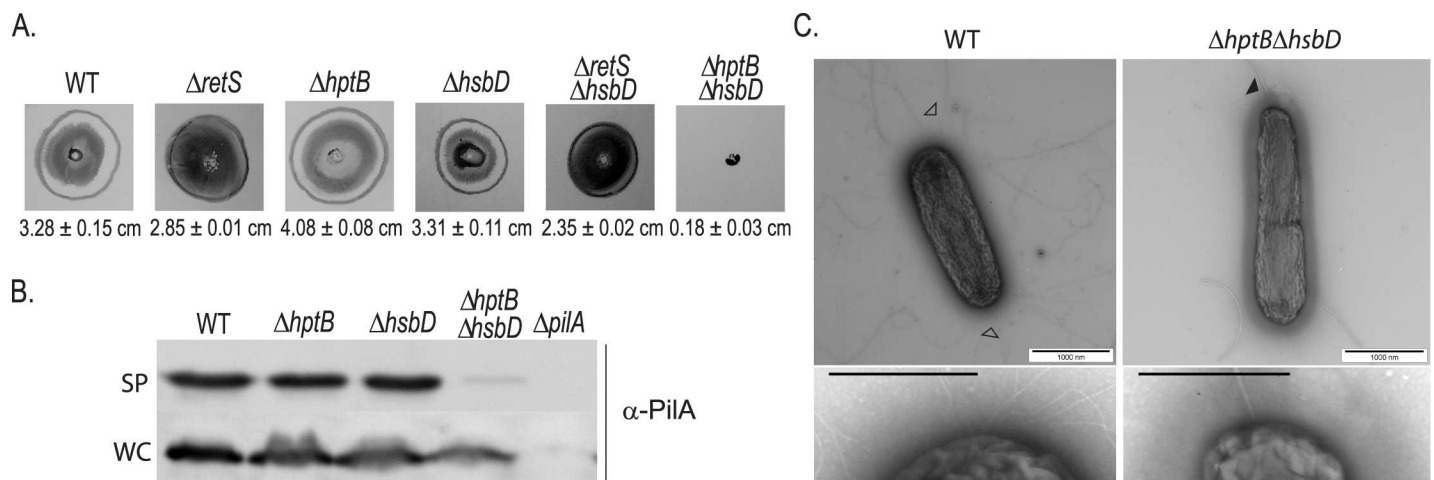 A.
WT
ΔretS
ΔhptB
ΔhsbD
ΔretS
ΔhsbD
ΔhptB
ΔhsbD
3.28 ± 0.15 cm
2.85 ± 0.01 cm
4.08 ± 0.08 cm
3.31 ± 0.11 cm
2.35 ± 0.02 cm
0.18 ± 0.03 cm
B.
WT
ΔhptB
ΔhsbD
ΔhptB
ΔhsbD
ΔpilA
SP
WC
α-PilA
C.
WT
ΔhptBΔhsbD
1000 nm
1000 nm